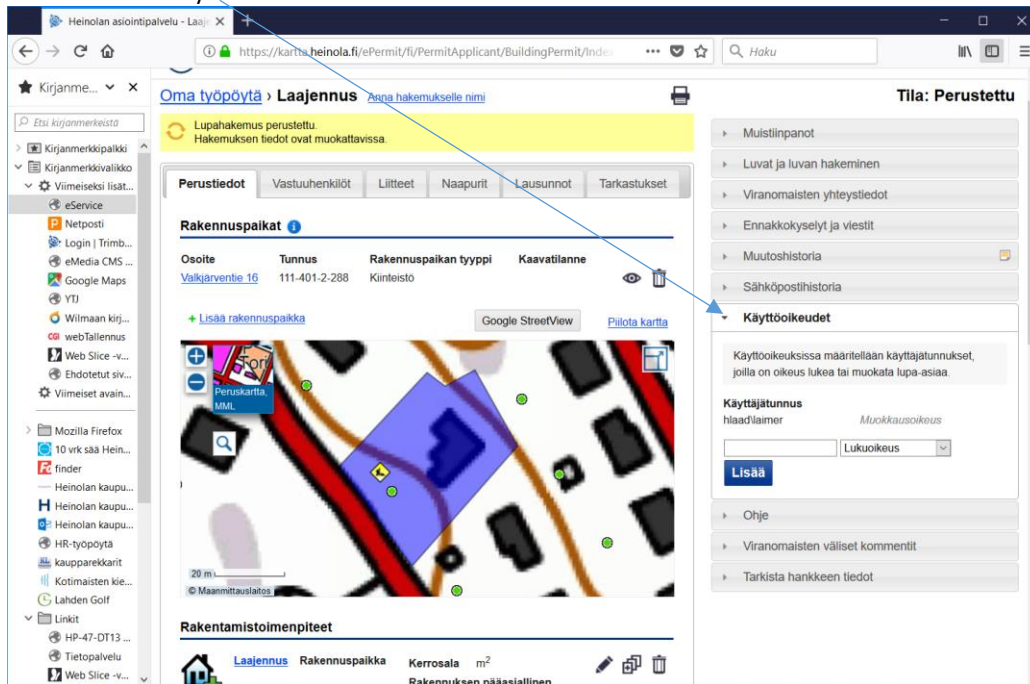 Heinolan asiointipalvelu - Laaje
https://kartta.heinola.fi/ePermit/fi/PermitApplicant/BuildingPermit/Inde
Haku
Kirjanme...
Etsi kirjanmerkeistä
Kirjanmerkkipalkki
Kirjanmerkkivalikko
Viimeiseksi lisät...
eService
Netposti
Login | Trimb...
eMedia CMS ...
Google Maps
YTJ
Wilmaan kirj...
webTallennus
Web Slice -v...
Ehdotetut siv...
Viimeiset avain...
Mozilla Firefox
10 vrk sää Hein...
finder
Heinolan kaupu...
Heinolan kaupu...
Heinolan kaupu...
HR-työpöytä
kaupparekkarit
Kotimaisten kie...
Lahden Golf
Linkit
HP-47-DT13 ...
Tietopalvelu
Web Slice -v...
Oma työpöytä › Laajennus Anna hakemukselle nimi
Lupahakemus perustettu.
Hakemuksen tiedot ovat muokattavissa.
Perustiedot Vastuuhenkilöt Liitteet Naapurit Lausunnot Tarkastukset
Rakennuspaikat
Osoite Tunnus Rakennuspaikan tyyppi Kaavatilanne
Valkjärventie 16 111-401-2-288 Kiinteistö
+ Lisää rakennuspaikka Google StreetView Piilota kartta
Tori
Peruskartta,
MML
20 m
© Maanmittauslaitos
Rakentamistoimenpiteet
Laajennus Rakennuspaikka Kerrosala m²
Rakennuksen pääasiallinen
Tila: Perustettu
Muistiinpanot
Luvat ja luvan hakeminen
Viranomaisten yhteystiedot
Ennakkokyselyt ja viestit
Muutoshistoria
Sähköpostihistoria
Käyttöoikeudet
Käyttöoikeuksissa määritellään käyttäjätunnukset,
joilla on oikeus lukea tai muokata lupa-asiaa.
Käyttäjätunnus
hlaad\laimer Muokkausoikeus
Lukuoikeus
Lisää
Ohje
Viranomaisten väliset kommentit
Tarkista hankkeen tiedot